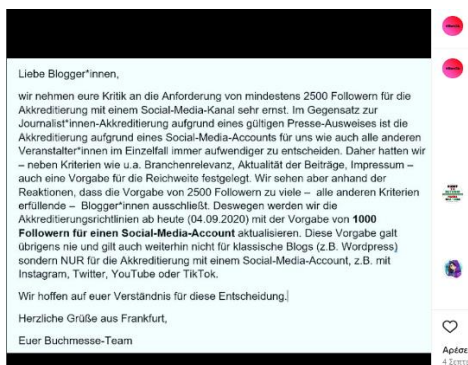 Liebe Blogger*innen,
wir nehmen eure Kritik an die Anforderung von mindestens 2500 Followern für die
Akkreditierung mit einem Social-Media-Kanal sehr ernst. Im Gegensatz zur
Journalist*innen-Akkreditierung aufgrund eines gültigen Presse-Ausweises ist die
Akkreditierung aufgrund eines Social-Media-Accounts für uns wie auch alle anderen
Veranstalter*innen im Einzelfall immer aufwendiger zu entscheiden. Daher hatten wir
– neben Kriterien wie u.a. Branchenrelevanz, Aktualität der Beiträge, Impressum –
auch eine Vorgabe für die Reichweite festgelegt. Wir sehen aber anhand der
Reaktionen, dass die Vorgabe von 2500 Followern zu viele – alle anderen Kriterien
erfüllende – Blogger*innen ausschließt. Deswegen werden wir die
Akkreditierungsrichtlinien ab heute (04.09.2020) mit der Vorgabe von 1000
Followern für einen Social-Media-Account aktualisieren. Diese Vorgabe galt
übrigens nie und gilt auch weiterhin nicht für klassische Blogs (z.B. Wordpress)
sondern NUR für die Akkreditierung mit einem Social-Media-Account, z.B. mit
Instagram, Twitter, YouTube oder TikTok.
Wir hoffen auf euer Verständnis für diese Entscheidung.
Herzliche Grüße aus Frankfurt,
Euer Buchmesse-Team
Αρέσε